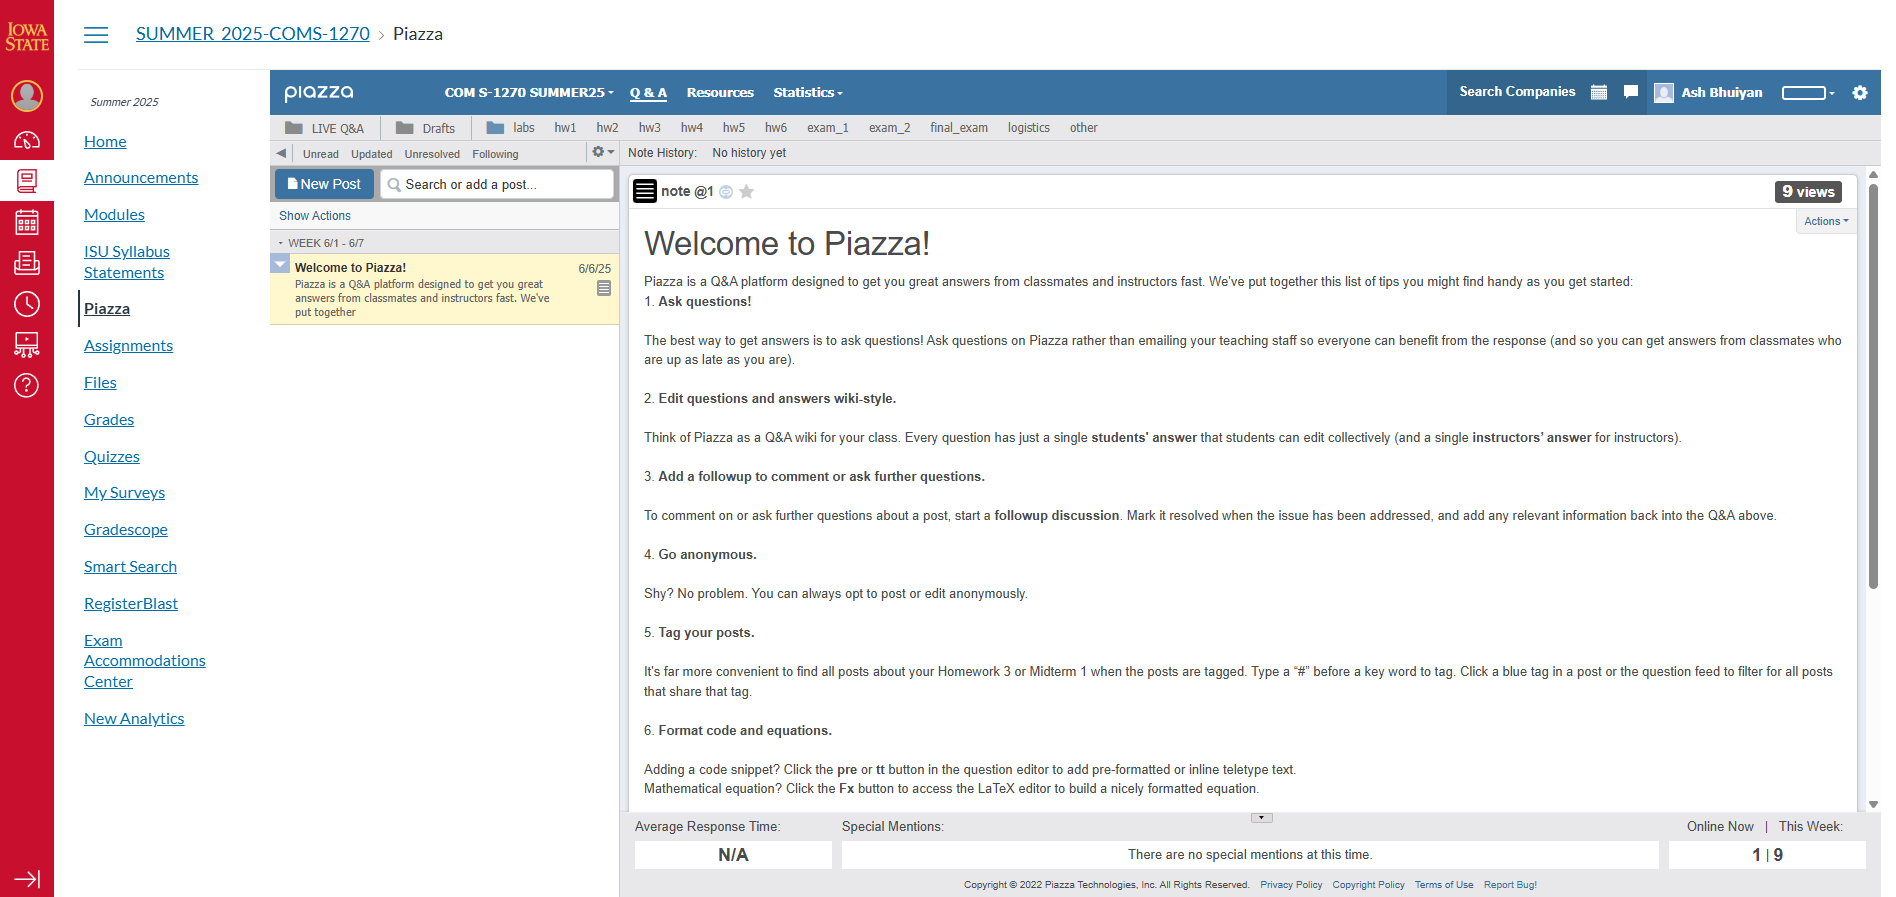 IOWA
STATE
SUMMER 2025-COMS-1270 › Piazza
Summer 2025
Home
Announcements
Modules
ISU Syllabus
Statements
Piazza
Assignments
Files
Grades
Quizzes
My Surveys
Gradescope
Smart Search
RegisterBlast
Exam
Accommodations
Center
New Analytics
piazza
COM S-1270 SUMMER25
Q & A
Resources
Statistics
Search Companies
Ash Bhuiyan
LIVE Q&A
Drafts
labs
hw1
hw2
hw3
hw4
hw5
hw6
exam_1
exam_2
final_exam
logistics
other
Unread
Updated
Unresolved
Following
Note History:
No history yet
New Post
Search or add a post...
Show Actions
WEEK 6/1 - 6/7
Welcome to Piazza!
6/6/25
Piazza is a Q&A platform designed to get you great
answers from classmates and instructors fast. We've
put together
note @1
9 views
Actions
Welcome to Piazza!
Piazza is a Q&A platform designed to get you great answers from classmates and instructors fast. We've put together this list of tips you might find handy as you get started:
1. Ask questions!
The best way to get answers is to ask questions! Ask questions on Piazza rather than emailing your teaching staff so everyone can benefit from the response (and so you can get answers from classmates who
are up as late as you are).
2. Edit questions and answers wiki-style.
Think of Piazza as a Q&A wiki for your class. Every question has just a single students' answer that students can edit collectively (and a single instructors’ answer for instructors).
3. Add a followup to comment or ask further questions.
To comment on or ask further questions about a post, start a followup discussion. Mark it resolved when the issue has been addressed, and add any relevant information back into the Q&A above.
4. Go anonymous.
Shy? No problem. You can always opt to post or edit anonymously.
5. Tag your posts.
It's far more convenient to find all posts about your Homework 3 or Midterm 1 when the posts are tagged. Type a “#” before a key word to tag. Click a blue tag in a post or the question feed to filter for all posts
that share that tag.
6. Format code and equations.
Adding a code snippet? Click the pre or tt button in the question editor to add pre-formatted or inline teletype text.
Mathematical equation? Click the Fx button to access the LaTeX editor to build a nicely formatted equation.
Average Response Time:
Special Mentions:
Online Now | This Week:
N/A
There are no special mentions at this time.
1 | 9
Copyright © 2022 Piazza Technologies, Inc. All Rights Reserved. Privacy Policy Copyright Policy Terms of Use Report Bug!